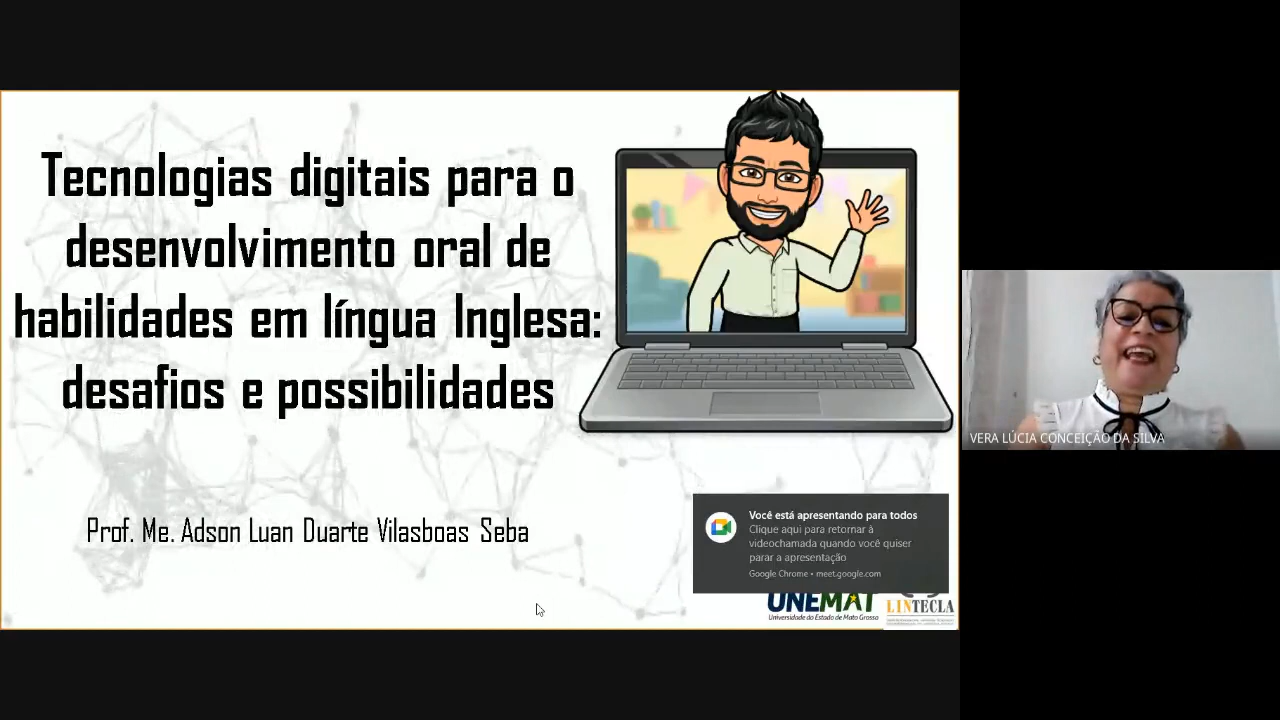 Tecnologias digitais para o
desenvolvimento oral de
habilidades em língua Inglesa:
desafios e possibilidades
Prof. Me. Adson Luan Duarte Vilasboas Seba
Você está apresentando para todos
Clique aqui para retornar à
videochamada quando você quiser
parar a apresentação
Google Chrome • meet.google.com
UNEMAT
Universidade do Estado de Mato Grosso
LINTECLA
VERA LÚCIA CONCEIÇÃO DA SILVA